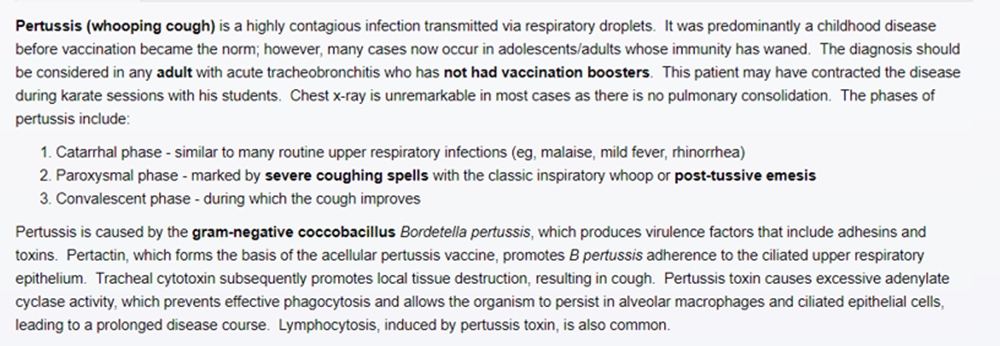 Pertussis (whooping cough) is a highly contagious infection transmitted via respiratory droplets. It was predominantly a childhood disease
before vaccination became the norm; however, many cases now occur in adolescents/adults whose immunity has waned. The diagnosis should
be considered in any adult with acute tracheobronchitis who has not had vaccination boosters. This patient may have contracted the disease
during karate sessions with his students. Chest x-ray is unremarkable in most cases as there is no pulmonary consolidation. The phases of
pertussis include:
1. Catarrhal phase - similar to many routine upper respiratory infections (eg, malaise, mild fever, rhinorrhea)
2. Paroxysmal phase - marked by severe coughing spells with the classic inspiratory whoop or post-tussive emesis
3. Convalescent phase - during which the cough improves
Pertussis is caused by the gram-negative coccobacillus Bordetella pertussis, which produces virulence factors that include adhesins and
toxins. Pertactin, which forms the basis of the acellular pertussis vaccine, promotes B pertussis adherence to the ciliated upper respiratory
epithelium. Tracheal cytotoxin subsequently promotes local tissue destruction, resulting in cough. Pertussis toxin causes excessive adenylate
cyclase activity, which prevents effective phagocytosis and allows the organism to persist in alveolar macrophages and ciliated epithelial cells,
leading to a prolonged disease course. Lymphocytosis, induced by pertussis toxin, is also common.